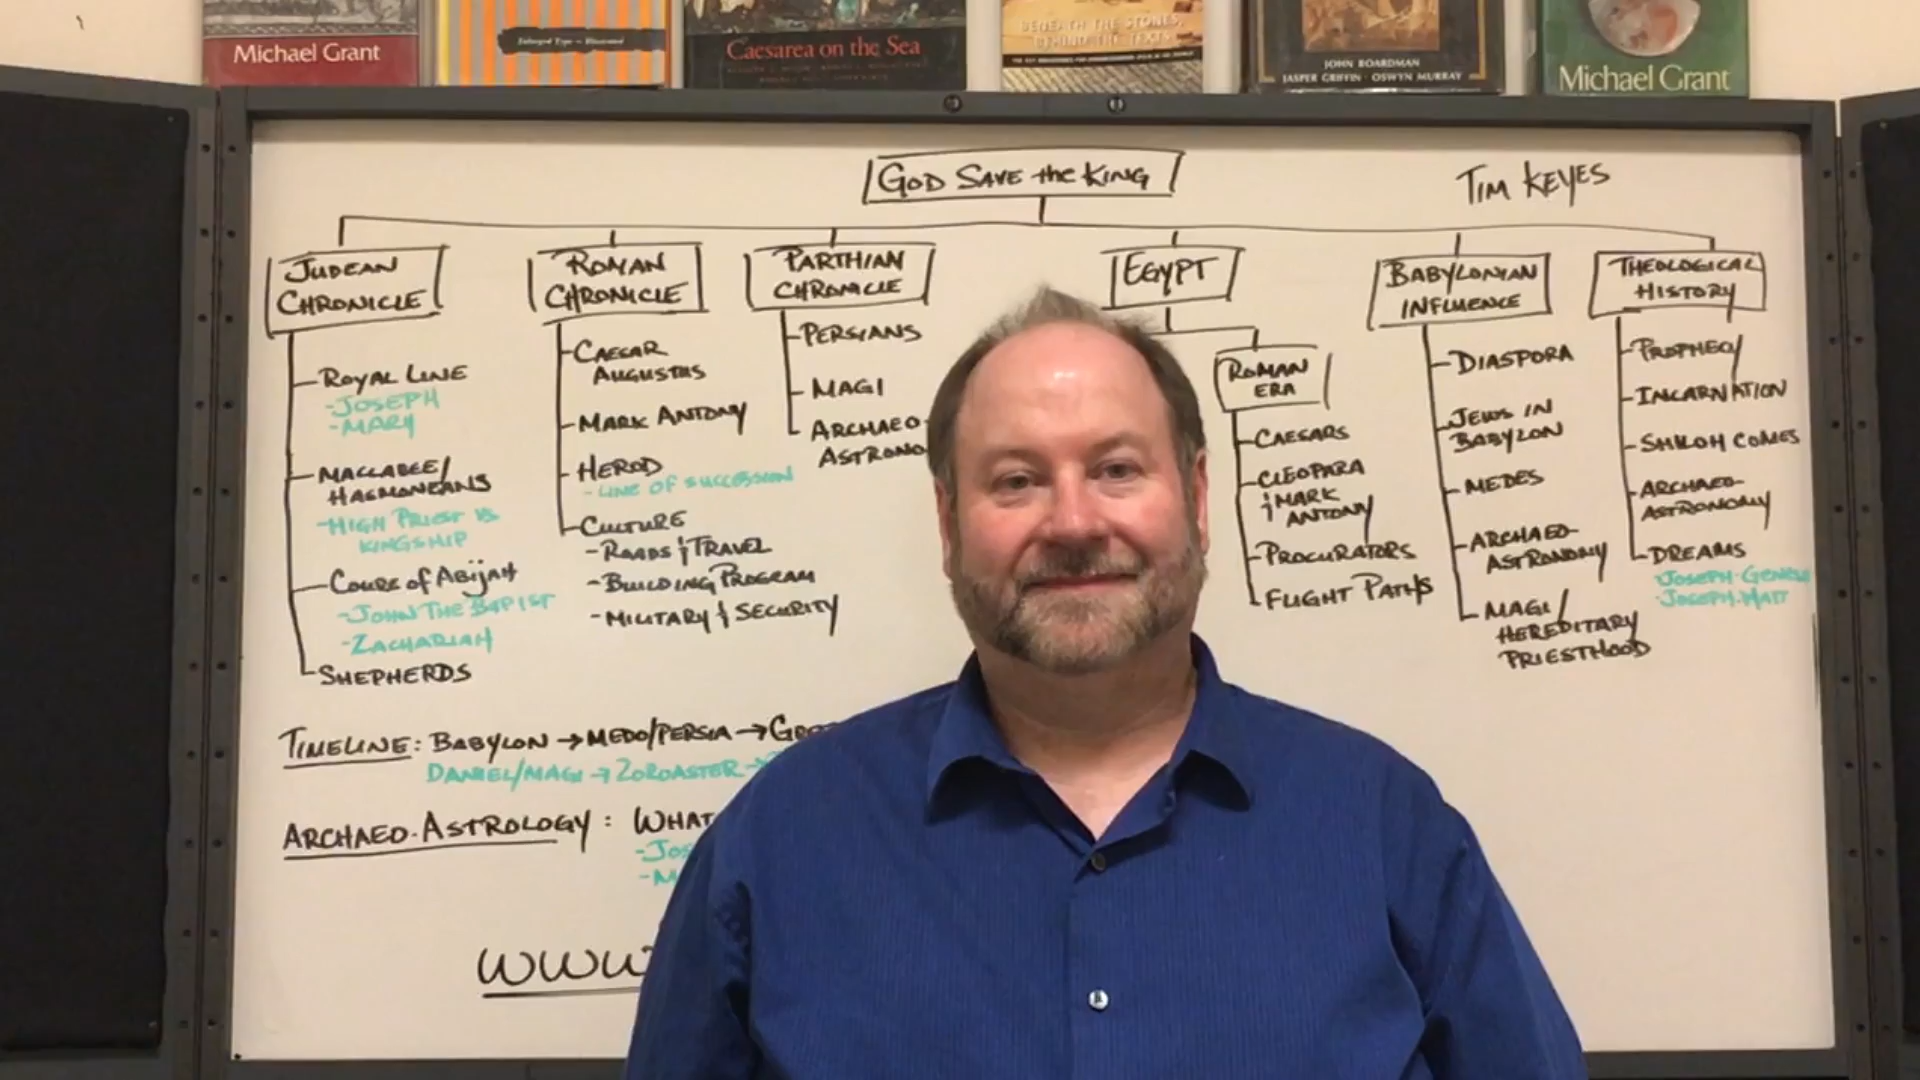 Michael Grant
Enlarged Type — Illustrated
Caesarea on the Sea
BENEATH THE STONES,
BEHIND THE TEXTS
JOHN BOARDMAN
JASPER GRIFFIN · OSWYN MURRAY
Michael Grant
GOD SAVE the KING
TIM KEYES
JUDEAN
CHRONICLE
-ROYAL LINE
-JOSEPH
-MARY
MACCABEE/
HASMONEANS
-HIGH PRIEST VS
KINGSHIP
COURSE of ABIJAH
-JOHN THE BAPIST
-ZACHARIAH
SHEPHERDS
ROMAN
CHRONICLE
CAESAR
AUGUSTUS
MARK ANTONY
HEROD
-LINE OF SUCCESSION
CULTURE
-ROADS & TRAVEL
-BUILDING PROGRAM
-MILITARY & SECURITY
PARTHIAN
CHRONICLE
PERSIANS
MAGI
ARCHAEO-
ASTRONO
EGYPT
ROMAN
ERA
CAESARS
CLEOPARA
& MARK
ANTONY
PROCURATORS
FLIGHT PATHS
BABYLONIAN
INFLUENCE
DIASPORA
JEWS IN
BABYLON
MEDES
ARCHAEO-
ASTRONOMY
MAGI/
HEREDITARY
PRIESTHOOD
THEOLOGICAL
HISTORY
PROPHECY
INCARNATION
SHILOH COMES
ARCHAEO-
ASTRONOMY
DREAMS
-JOSEPH-GENESIS
-JOSEPH-MATT
TIMELINE: BABYLON → MEDO/PERSIA → GRE
DANIEL/MAGI → ZOROASTER →
ARCHAEO-ASTROLOGY: WHAT
-JOS
-M
WWW